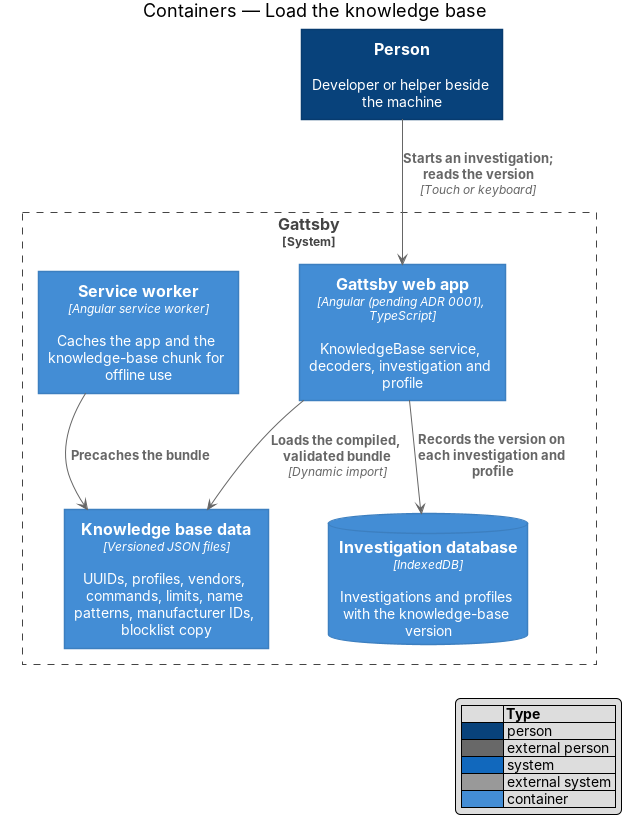 Containers — Load the knowledge base
Person
Developer or helper beside
the machine
Starts an investigation;
reads the version
[Touch or keyboard]
Gattsby
[System]
Service worker
[Angular service worker]
Caches the app and the
knowledge-base chunk for
offline use
Gattsby web app
[Angular (pending ADR 0001),
TypeScript]
KnowledgeBase service,
decoders, investigation and
profile
Precaches the bundle
Loads the compiled,
validated bundle
[Dynamic import]
Records the version on
each investigation and
profile
Knowledge base data
[Versioned JSON files]
UUIDs, profiles, vendors,
commands, limits, name
patterns, manufacturer IDs,
blocklist copy
Investigation database
[IndexedDB]
Investigations and profiles
with the knowledge-base
version
Type
person
external person
system
external system
container